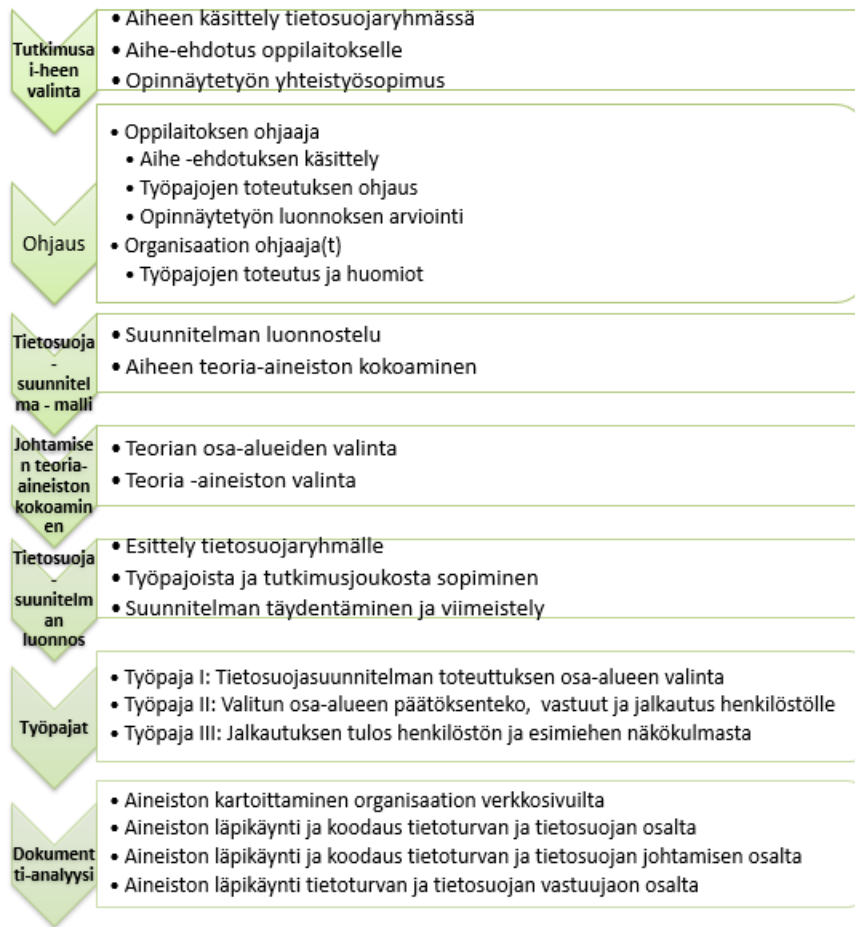 Tutkimusa
i-heen
valinta
• Aiheen käsittely tietosuojaryhmässä
• Aihe-ehdotus oppilaitokselle
• Opinnäytetyön yhteistyösopimus
Ohjaus
• Oppilaitoksen ohjaaja
• Aihe -ehdotuksen käsittely
• Työpajojen toteutuksen ohjaus
• Opinnäytetyön luonnoksen arviointi
• Organisaation ohjaaja(t)
• Työpajojen toteutus ja huomiot
Tietosuoja
-
suunnitel
ma - malli
• Suunnitelman luonnostelu
• Aiheen teoria-aineiston kokoaminen
Johtamise
n teoria-
aineiston
kokoamin
en
• Teorian osa-alueiden valinta
• Teoria -aineiston valinta
Tietosuoja
-
suunitelm
an
luonnos
• Esittely tietosuojaryhmälle
• Työpajoista ja tutkimusjoukosta sopiminen
• Suunnitelman täydentäminen ja viimeistely
Työpajat
• Työpaja I: Tietosuojasuunnitelman toteuttuksen osa-alueen valinta
• Työpaja II: Valitun osa-alueen päätöksenteko, vastuut ja jalkautus henkilöstölle
• Työpaja III: Jalkautuksen tulos henkilöstön ja esimiehen näkökulmasta
Dokument
ti-analyysi
• Aineiston kartoittaminen organisaation verkkosivuilta
• Aineiston läpikäynti ja koodaus tietoturvan ja tietosuojan osalta
• Aineiston läpikäynti ja koodaus tietoturvan ja tietosuojan johtamisen osalta
• Aineiston läpikäynti tietoturvan ja tietosuojan vastuujaon osalta